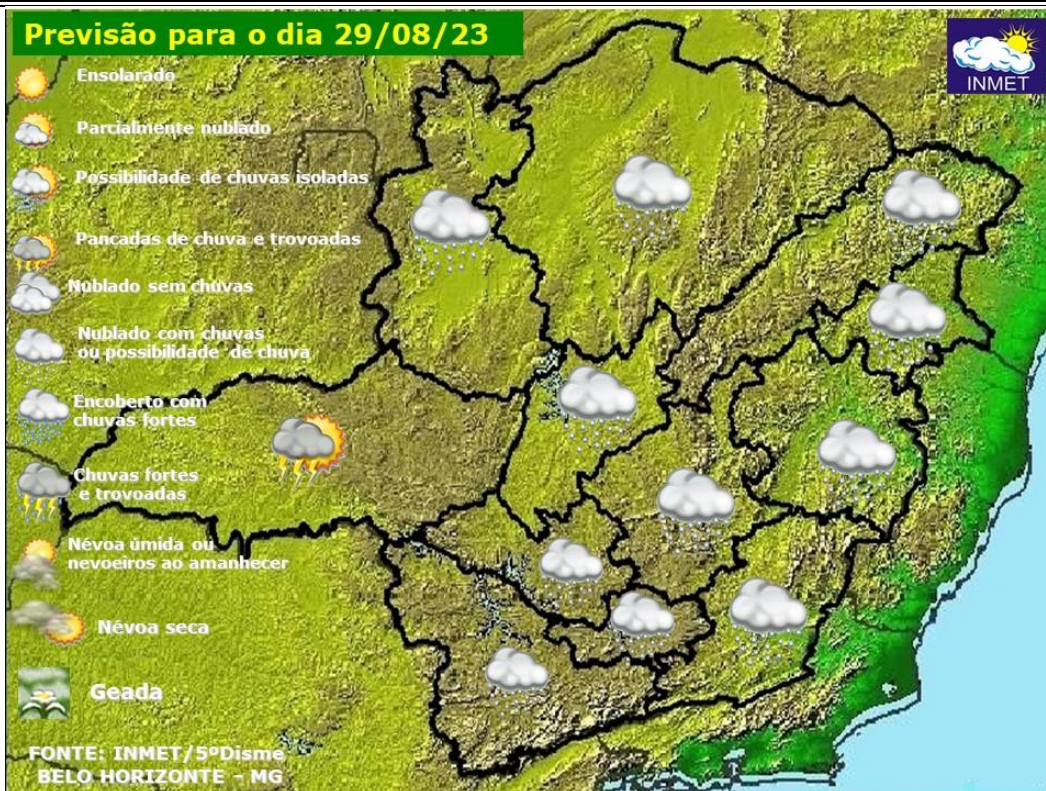 Previsão para o dia 29/08/23
INMET
Ensolarado
Parcialmente nublado
Possibilidade de chuvas isoladas
Pancadas de chuva e trovoadas
Nublado sem chuvas
Nublado com chuvas
ou possibilidade de chuva
Encoberto com
chuvas fortes
Chuvas fortes
e trovoadas
Névoa úmida ou
nevoeiros ao amanhecer
Névoa seca
Geada
FONTE: INMET/5ºDisme
BELO HORIZONTE - MG